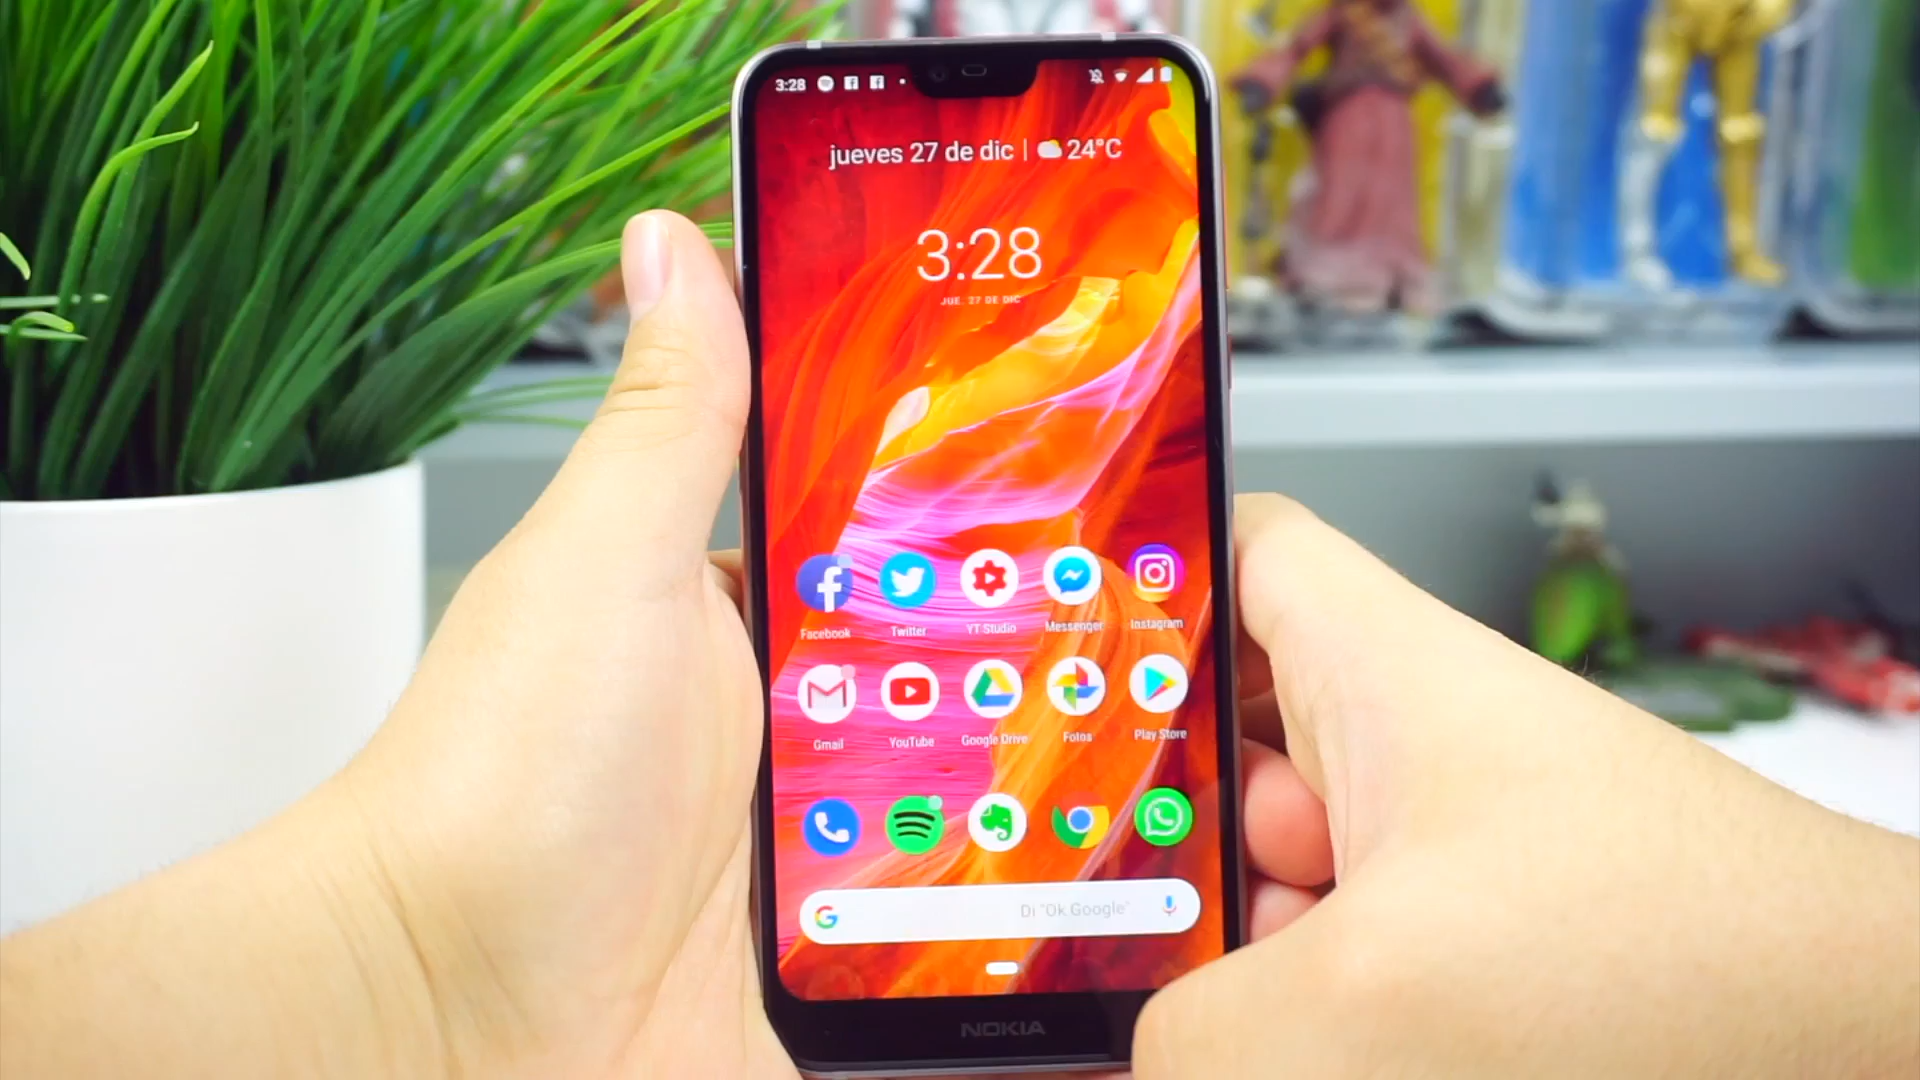 3:28
jueves 27 de dic | 24°C
3:28
JUE. 27 DE DIC
Facebook Twitter YT Studio Messenger Instagram
Gmail YouTube Google Drive Fotos Play Store
Di "Ok Google"
NOKIA